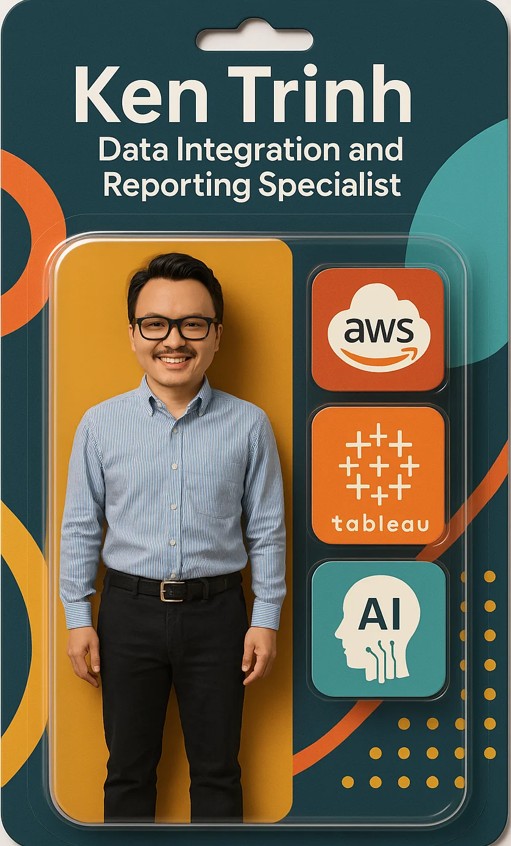 Ken Trinh
Data Integration and
Reporting Specialist
aws
tableau
AI